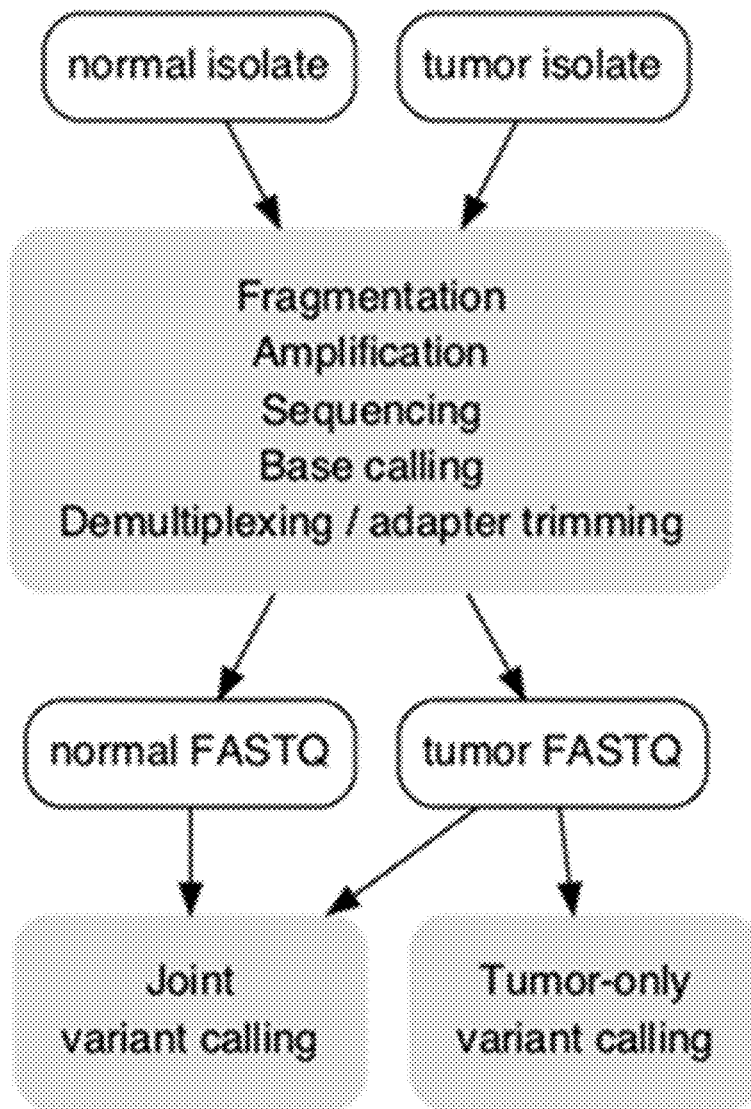 normal isolate
tumor isolate
Fragmentation
Amplification
Sequencing
Base calling
Demultiplexing / adapter trimming
normal FASTQ
tumor FASTQ
Joint
variant calling
Tumor-only
variant calling